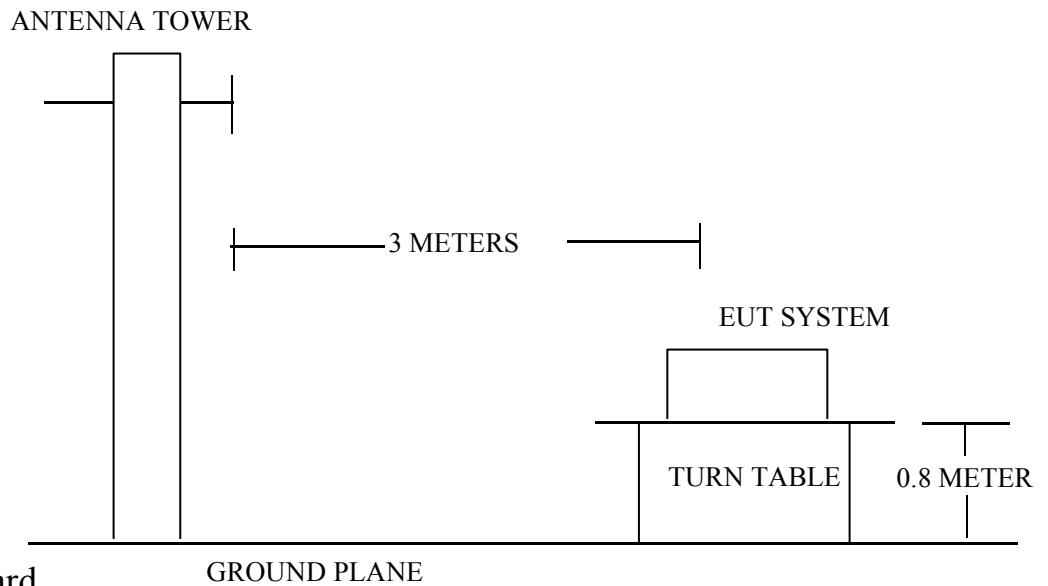 ANTENNA TOWER
3 METERS
EUT SYSTEM
TURN TABLE
0.8 METER
GROUND PLANE